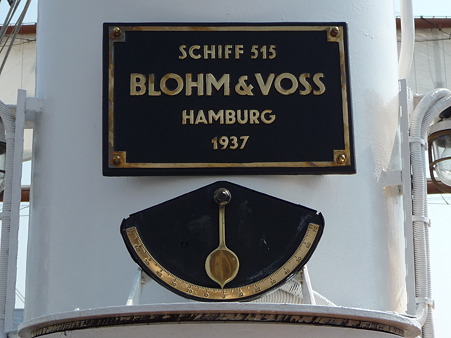 SCHIFF 515
BLOHM & VOSS
HAMBURG
1937